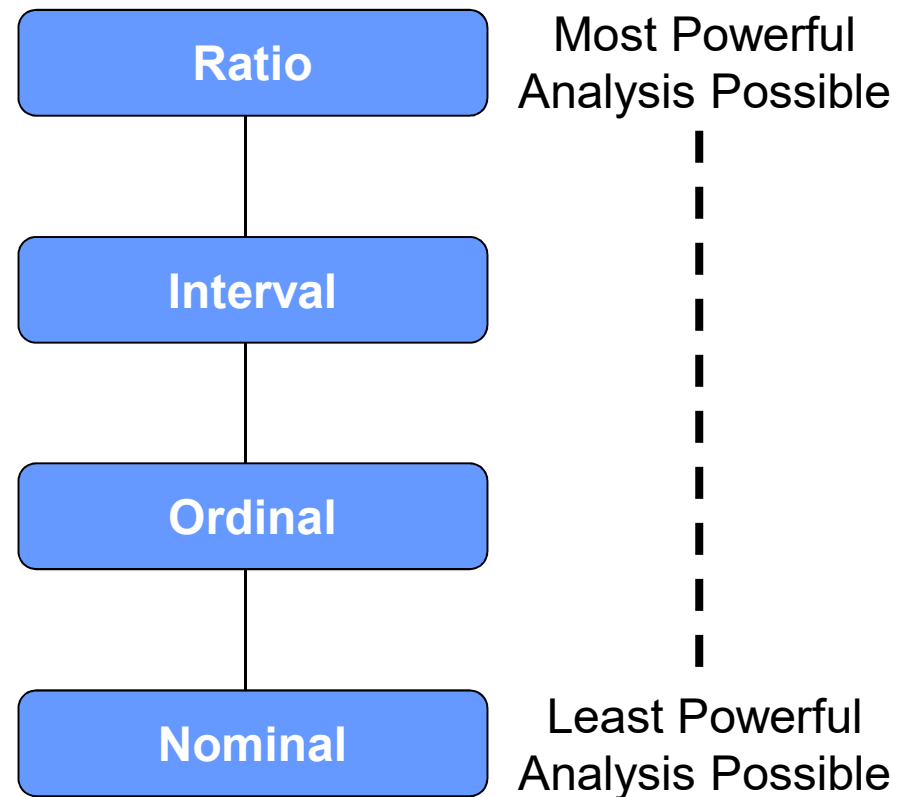 Ratio
Most Powerful
Analysis Possible
Interval
Ordinal
Nominal
Least Powerful
Analysis Possible